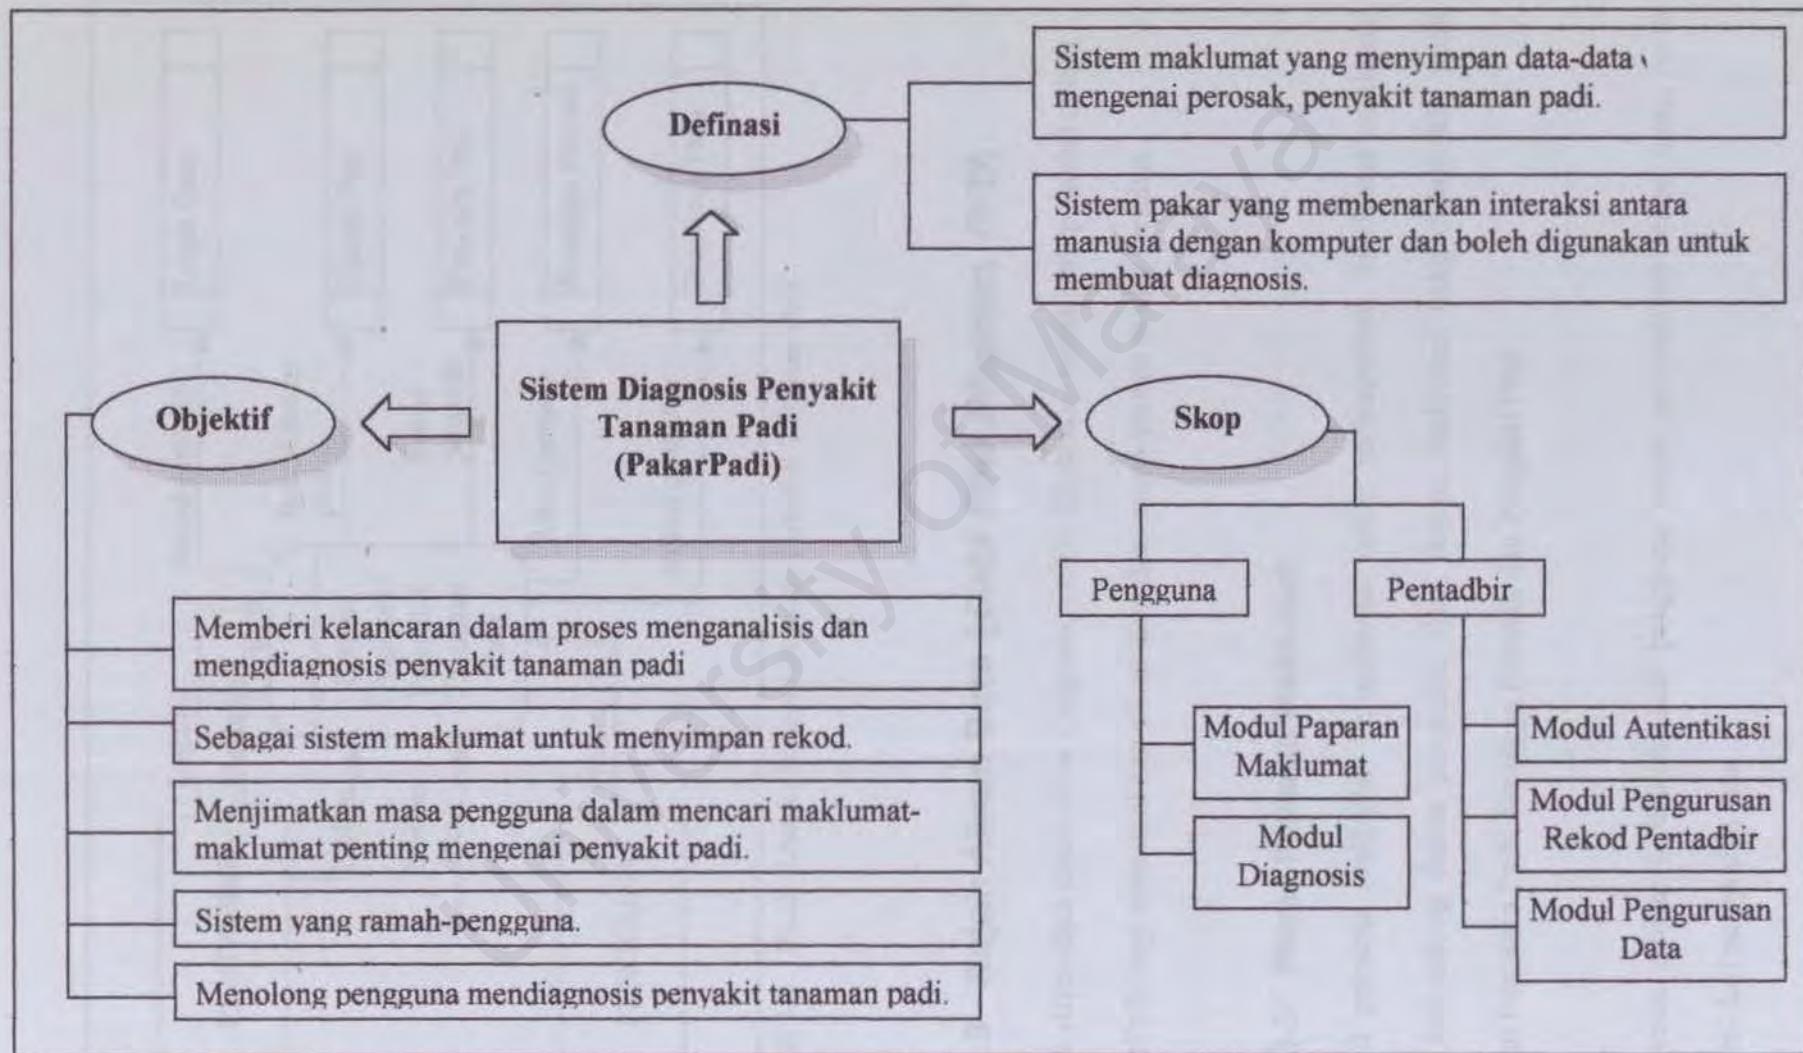 Sistem maklumat yang menyimpan data-data
mengenai perosak, penyakit tanaman padi.
Definasi
Sistem pakar yang membenarkan interaksi antara
manusia dengan komputer dan boleh digunakan untuk
membuat diagnosis.
Sistem Diagnosis Penyakit
Tanaman Padi
(PakarPadi)
Objektif
Skop
Memberi kelancaran dalam proses menganalisis dan
mengdiagnosis penyakit tanaman padi
Sebagai sistem maklumat untuk menyimpan rekod.
Menjimatkan masa pengguna dalam mencari maklumat-
maklumat penting mengenai penyakit padi.
Sistem yang ramah-pengguna.
Menolong pengguna mendiagnosis penyakit tanaman padi.
Pengguna
Pentadbir
Modul Paparan
Maklumat
Modul
Diagnosis
Modul Autentikasi
Modul Pengurusan
Rekod Pentadbir
Modul Pengurusan
Data
University of Malaya